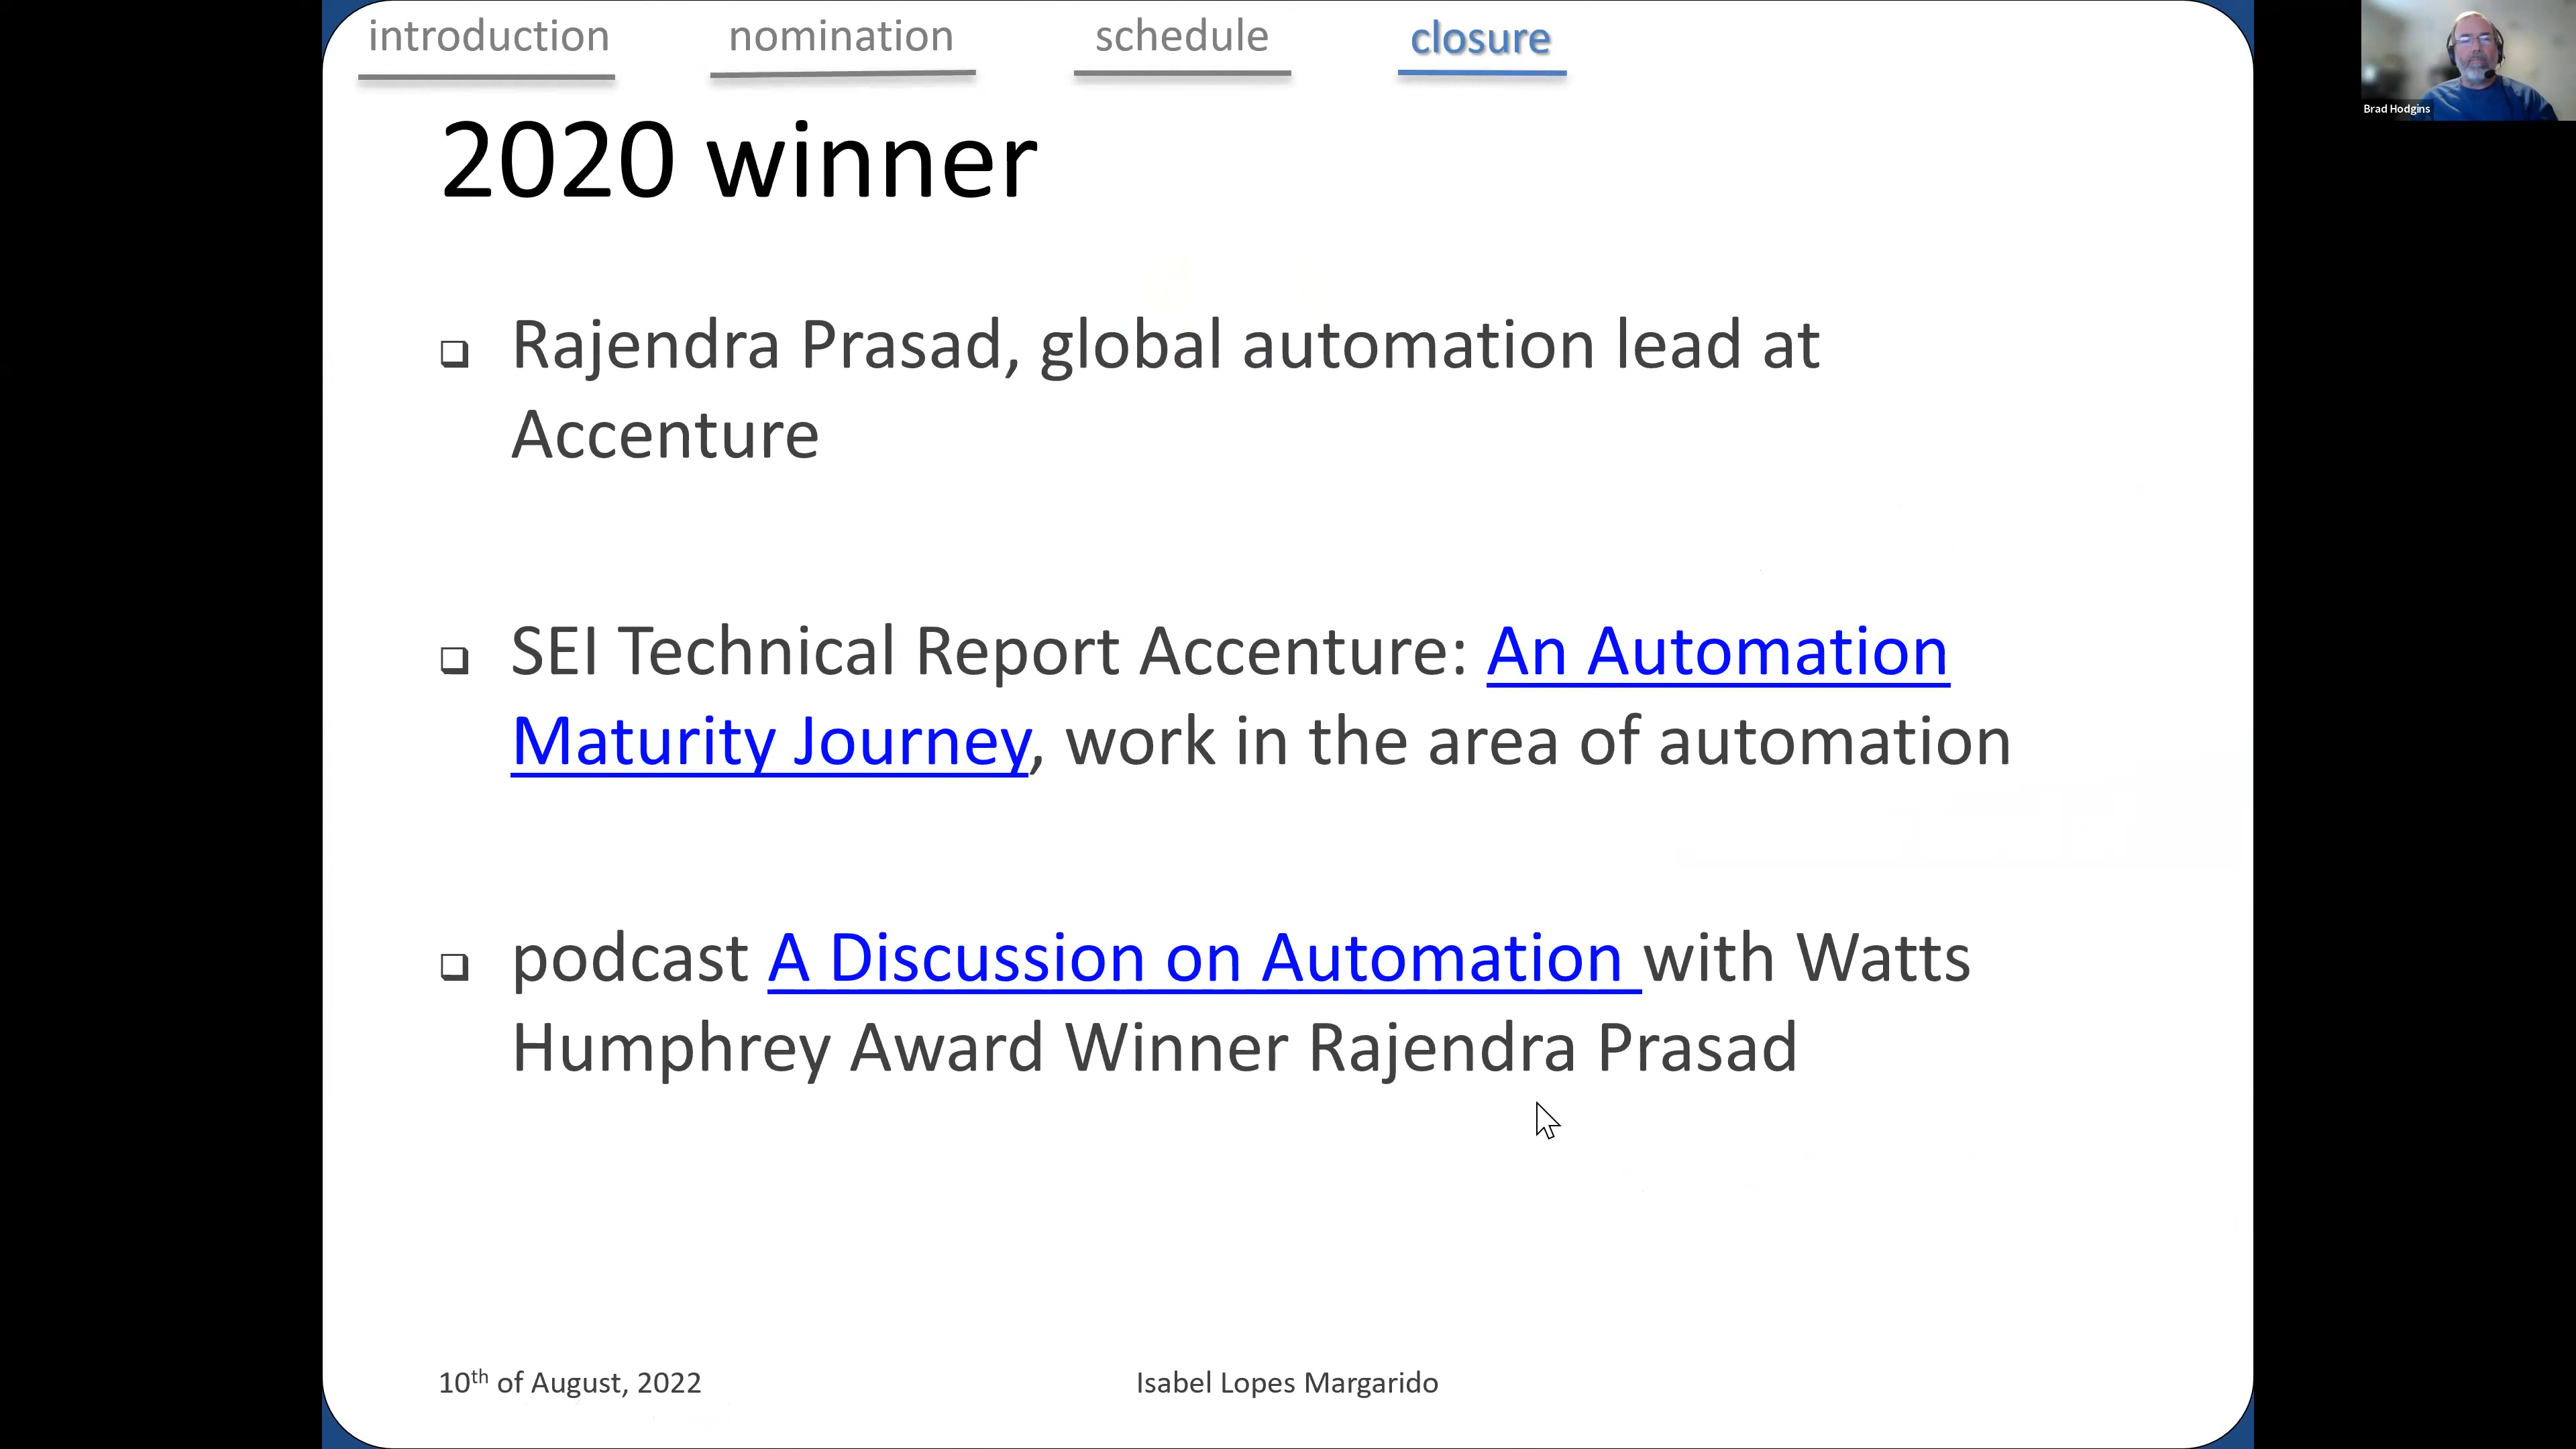 introduction nomination schedule closure
Brad Hodgins
2020 winner
Rajendra Prasad, global automation lead at
Accenture
SEI Technical Report Accenture: An Automation
Maturity Journey, work in the area of automation
podcast A Discussion on Automation with Watts
Humphrey Award Winner Rajendra Prasad
10th of August, 2022 Isabel Lopes Margarido